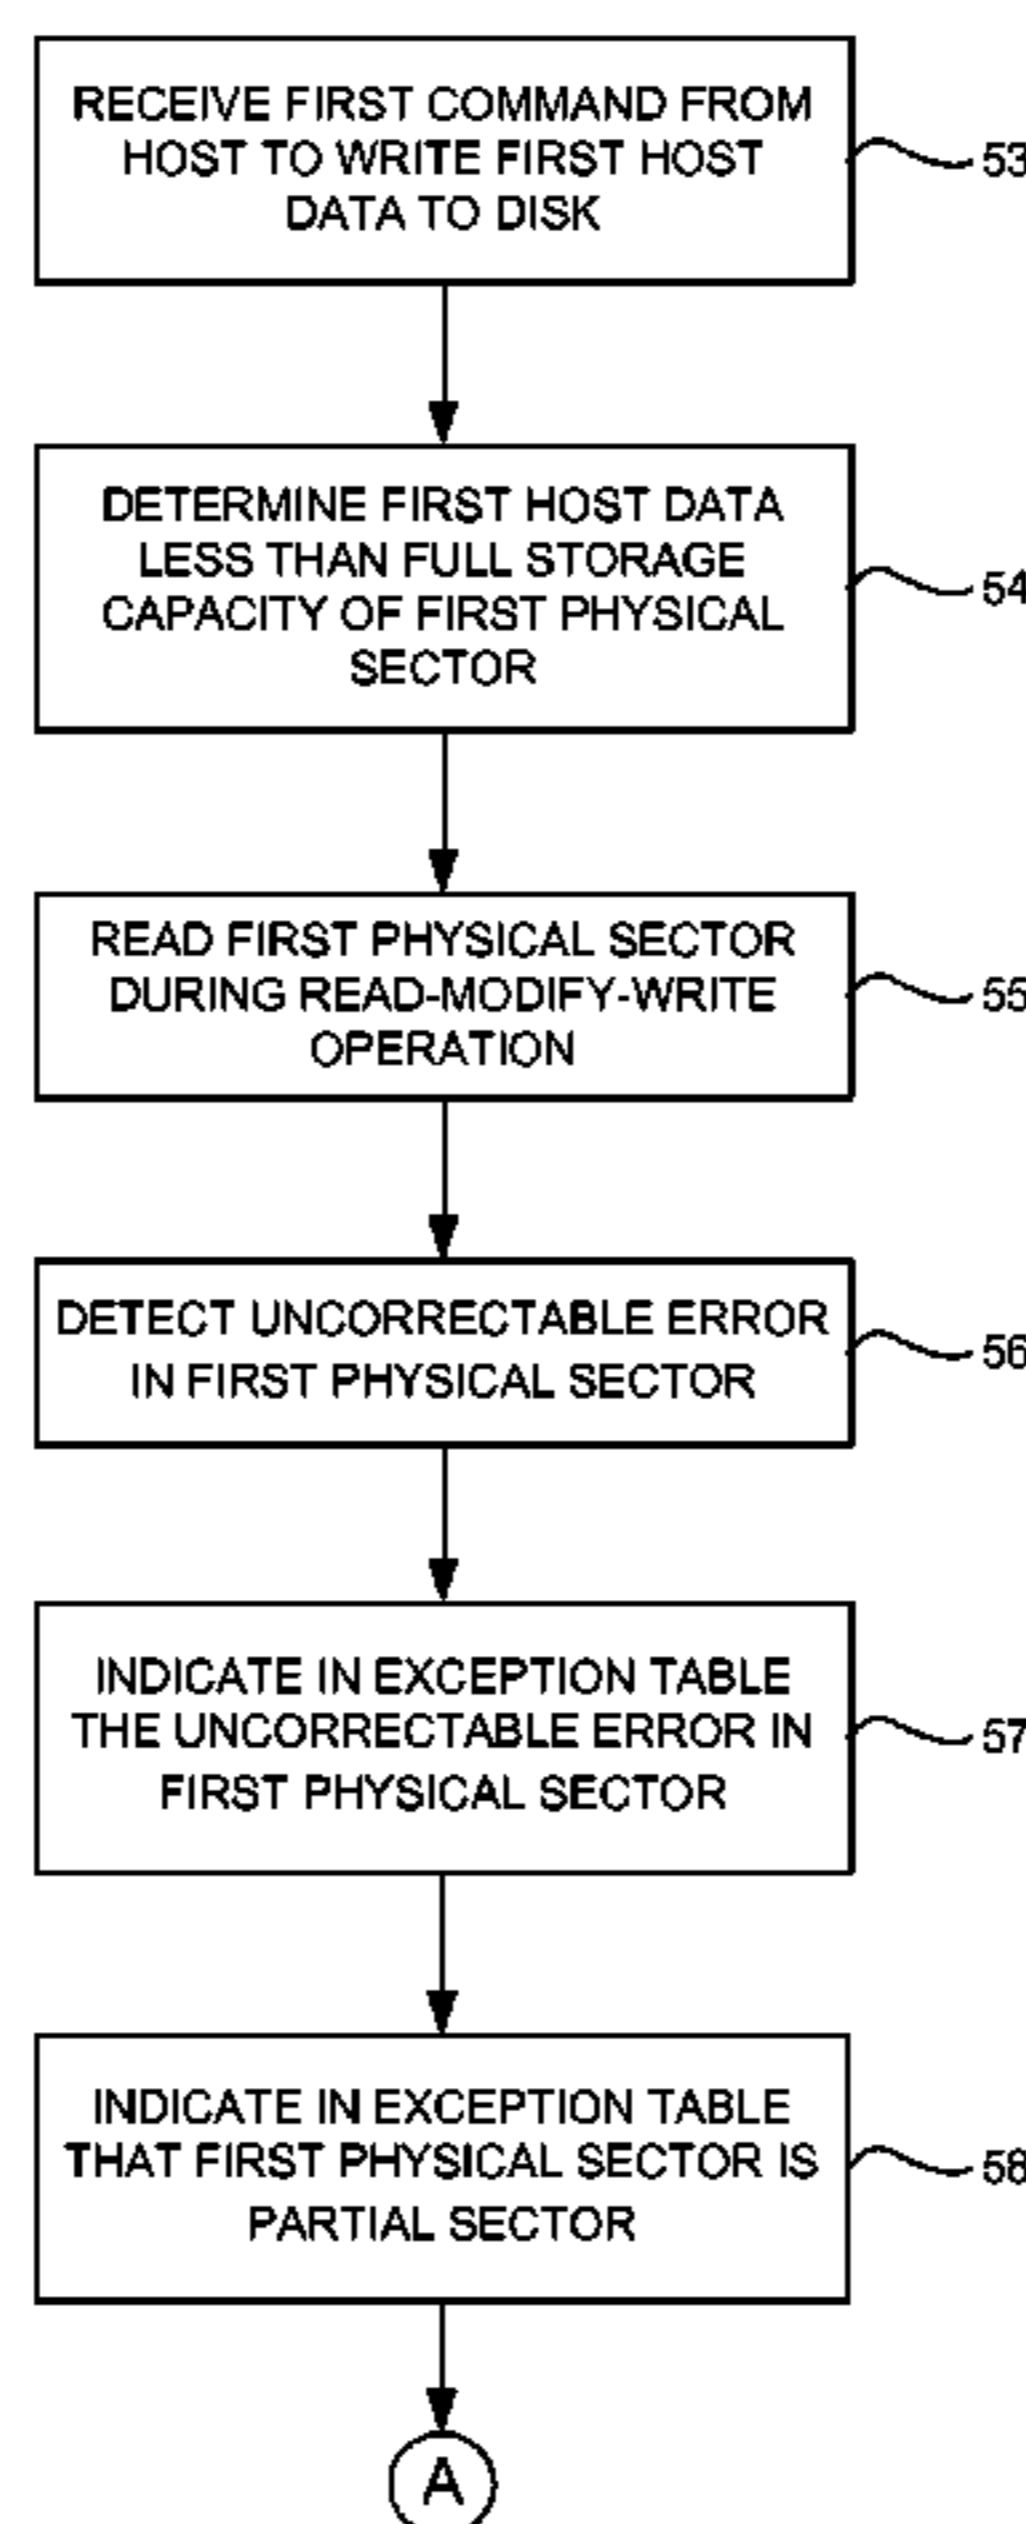 RECEIVE FIRST COMMAND FROM
HOST TO WRITE FIRST HOST
DATA TO DISK
53
DETERMINE FIRST HOST DATA
LESS THAN FULL STORAGE
CAPACITY OF FIRST PHYSICAL
SECTOR
54
READ FIRST PHYSICAL SECTOR
DURING READ-MODIFY-WRITE
OPERATION
55
DETECT UNCORRECTABLE ERROR
IN FIRST PHYSICAL SECTOR
56
INDICATE IN EXCEPTION TABLE
THE UNCORRECTABLE ERROR IN
FIRST PHYSICAL SECTOR
57
INDICATE IN EXCEPTION TABLE
THAT FIRST PHYSICAL SECTOR IS
PARTIAL SECTOR
58
A